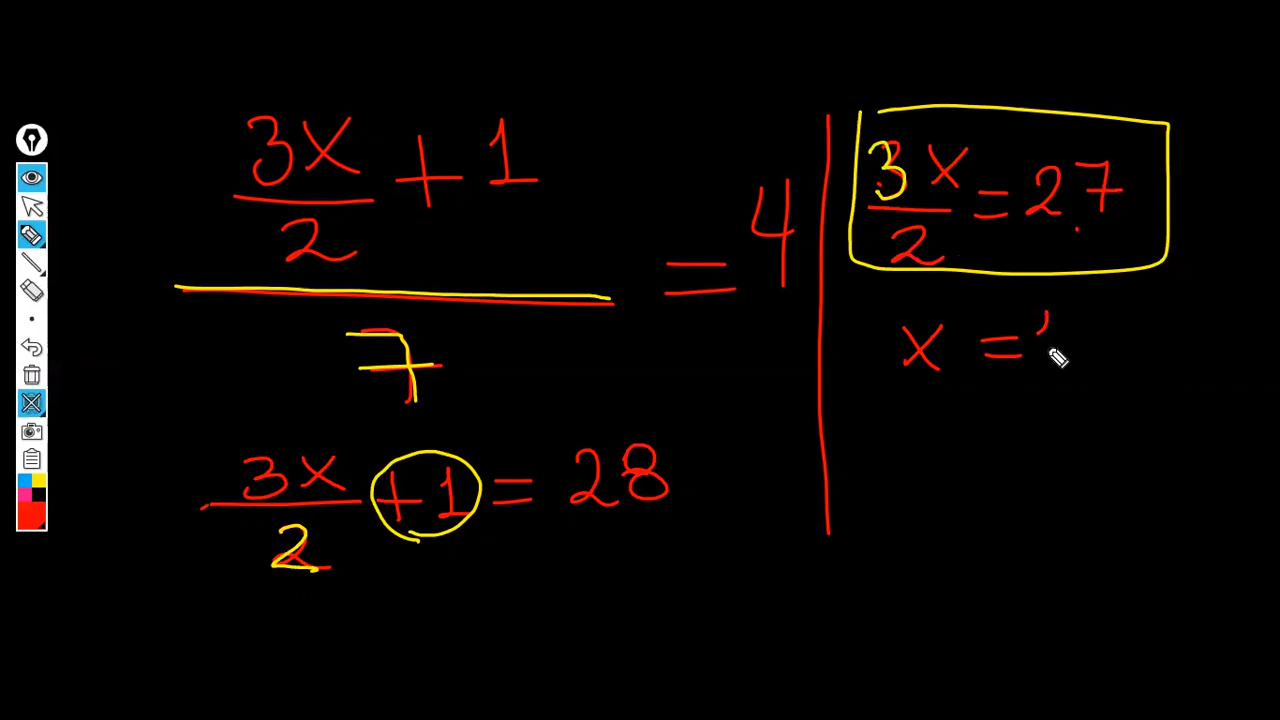 3x/2 + 1
———— = 4
7
3x/2 + 1 = 28
3x/2 = 27
x =